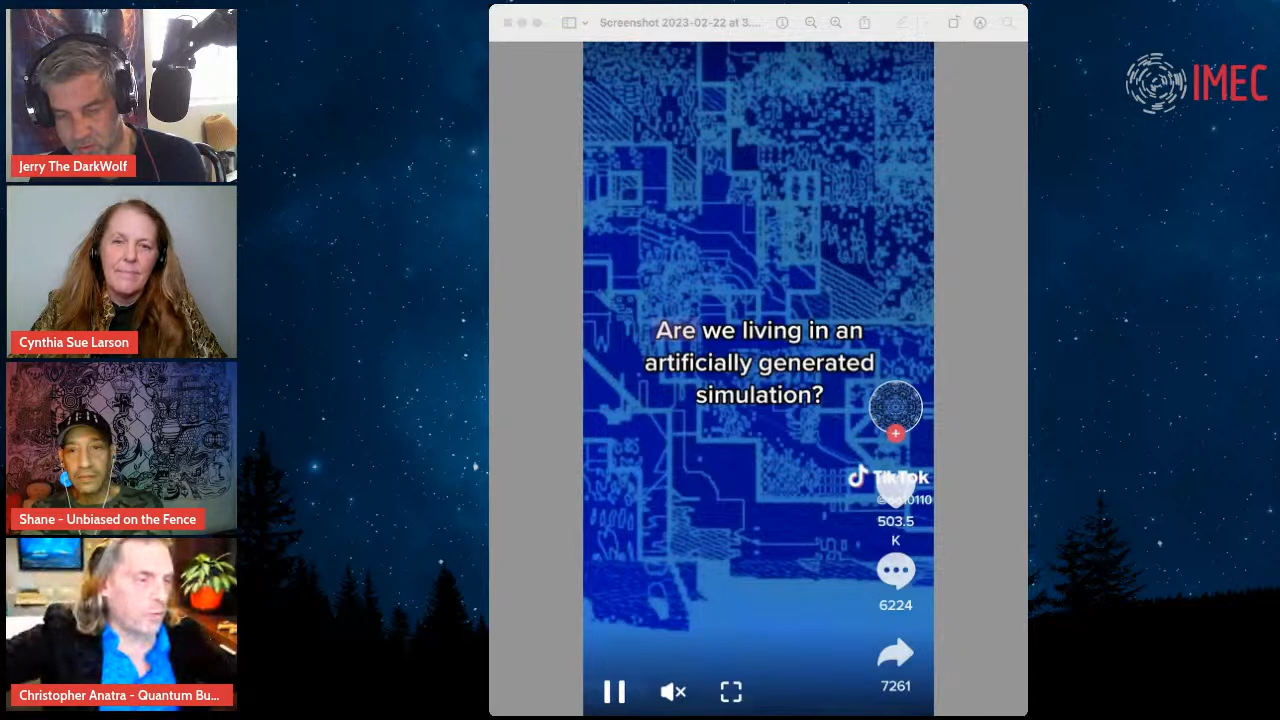 Screenshot 2023-02-22 at 3....
IMEC
Jerry The DarkWolf
Cynthia Sue Larson
Shane - Unbiased on the Fence
Christopher Anatra - Quantum Bu...
Are we living in an
artificially generated
simulation?
TikTok
503.5
K
6224
7261